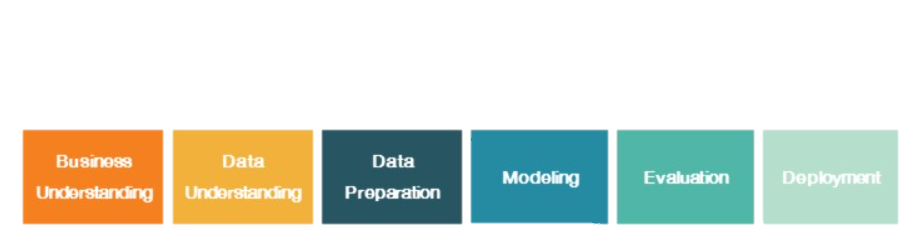 Business
Understanding
Data
Understanding
Data
Preparation
Modeling
Evaluation
Deployment